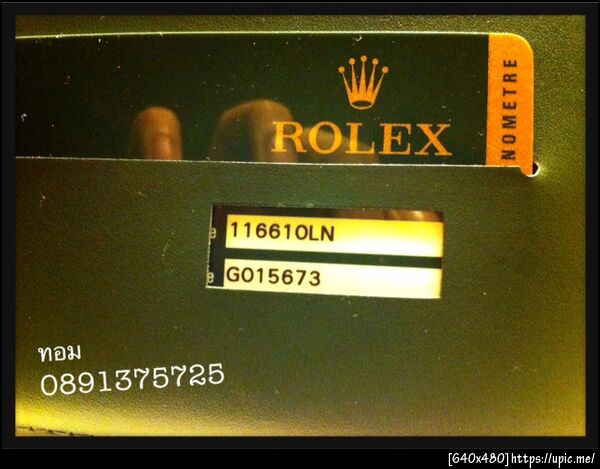 ROLEX
NOMETRE
116610LN
G015673
ทอม
0891375725
[640x480]https://upic.me/